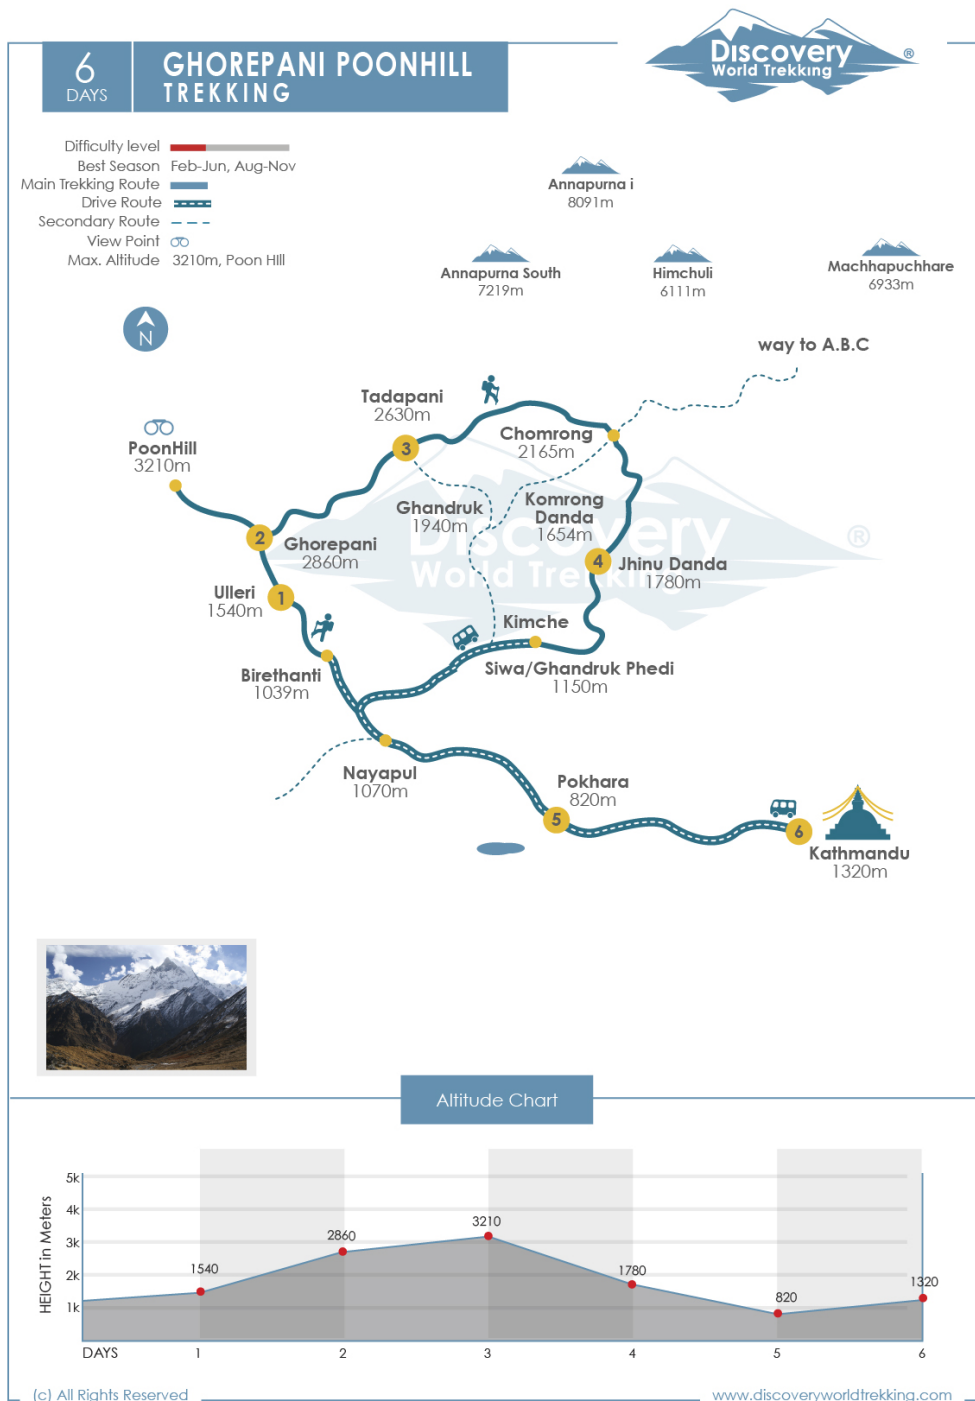 6
DAYS
GHOREPANI POONHILL
TREKKING
Discovery
World Trekking
®
Difficulty level
Best Season Feb-Jun, Aug-Nov
Main Trekking Route
Drive Route
Secondary Route
View Point
Max. Altitude 3210m, Poon Hill
Annapurna i
8091m
Annapurna South
7219m
Himchuli
6111m
Machhapuchhare
6933m
N
way to A.B.C
Tadapani
2630m
3
Chomrong
2165m
PoonHill
3210m
Ghandruk
1940m
Komrong
Danda
1654m
2
Ghorepani
2860m
Discovery
World Trekking
®
4
Jhinu Danda
1780m
Ulleri
1540m
1
Kimche
Siwa/Ghandruk Phedi
1150m
Birethanti
1039m
Nayapul
1070m
Pokhara
820m
5
6
Kathmandu
1320m
Altitude Chart
HEIGHT in Meters
5k
4k
3k
2k
1k
1540
2860
3210
1780
820
1320
DAYS 1 2 3 4 5 6
(c) All Rights Reserved
www.discoveryworldtrekking.com